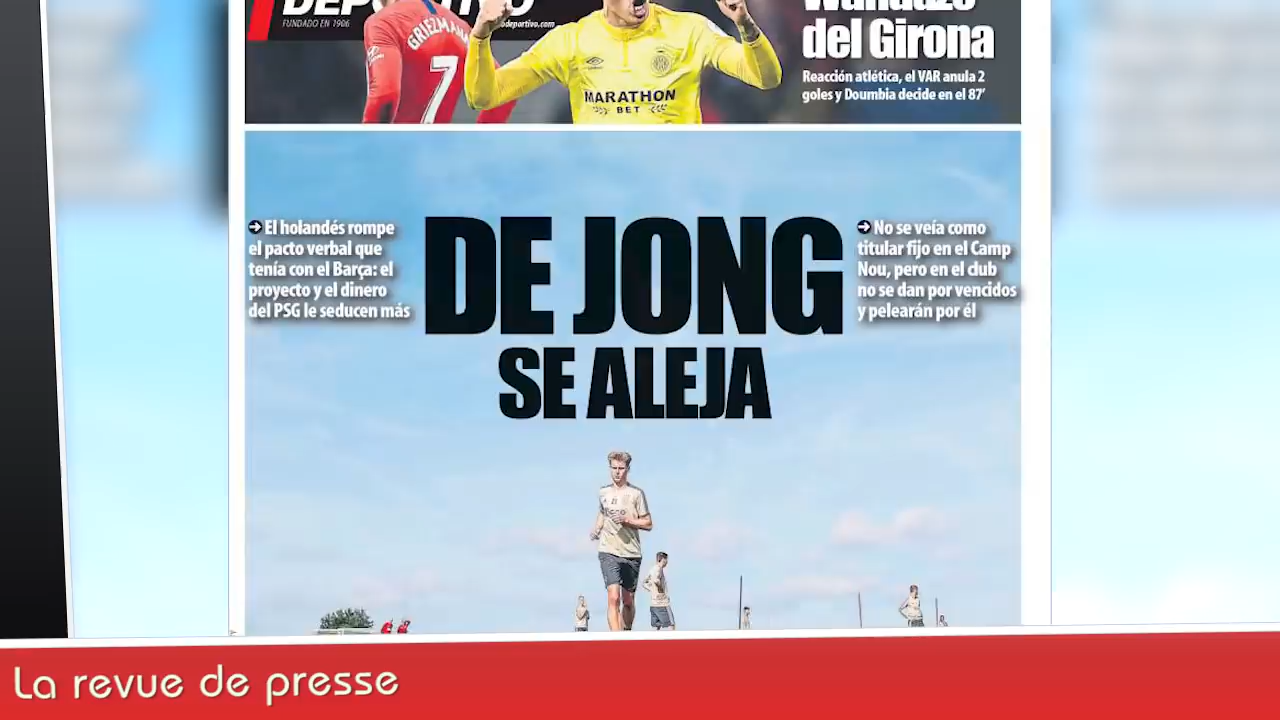 DEPORTIVO
FUNDADO EN 1906
odeportivo.com
GRIEZMANN
7
MARATHON
BET
Wandazo
del Girona
Reacción atlética, el VAR anula 2
goles y Doumbia decide en el 87’
El holandés rompe
el pacto verbal que
tenía con el Barça: el
proyecto y el dinero
del PSG le seducen más
DE JONG
SE ALEJA
No se veía como
titular fijo en el Camp
Nou, pero en el club
no se dan por vencidos
y pelearán por él
La revue de presse